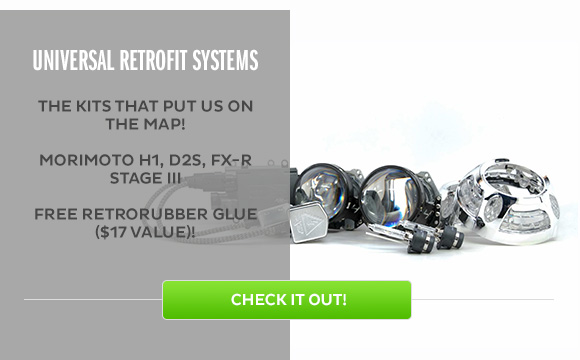 UNIVERSAL RETROFIT SYSTEMS
THE KITS THAT PUT US ON
THE MAP!
MORIMOTO H1, D2S, FX-R
STAGE III
FREE RETRORUBBER GLUE
($17 VALUE)!
CHECK IT OUT!